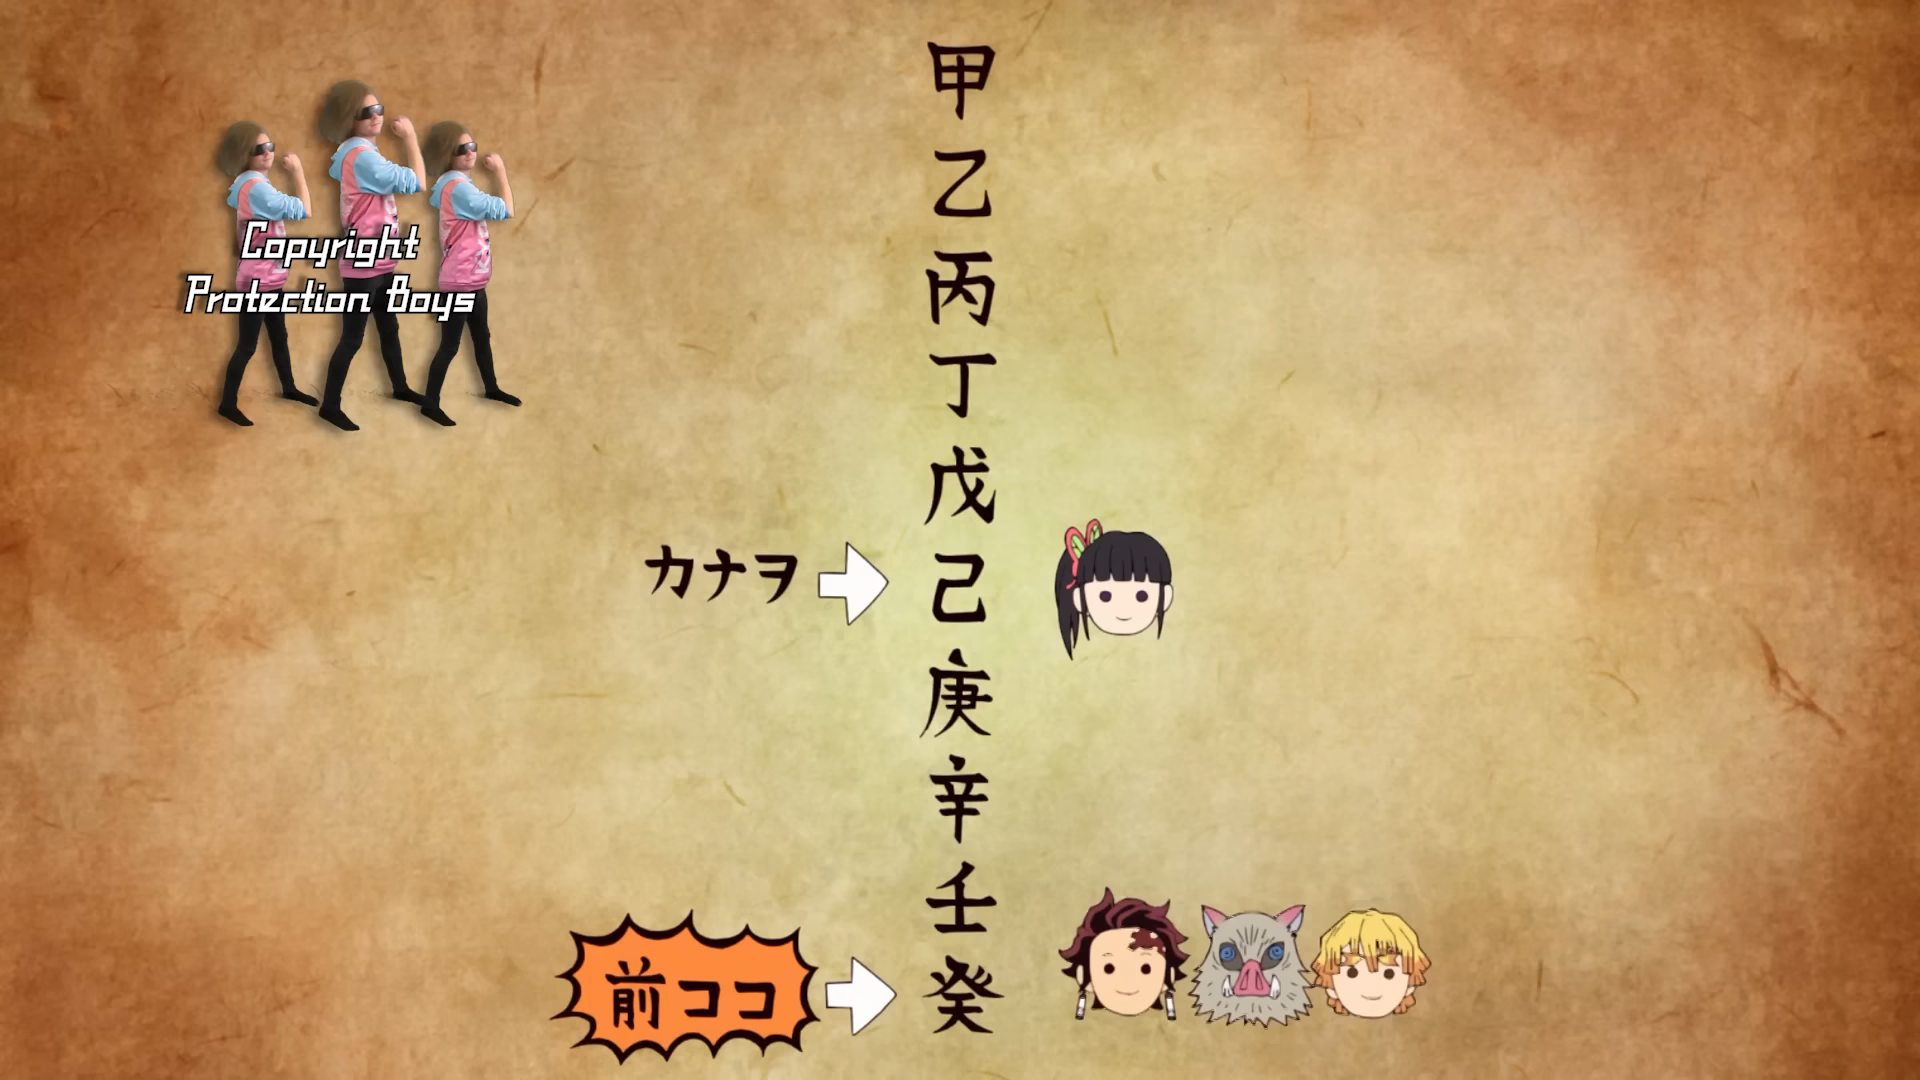 Copyright
Protection Boys
甲
乙
丙
丁
戊
カナヲ
己
庚
辛
壬
前ココ
癸